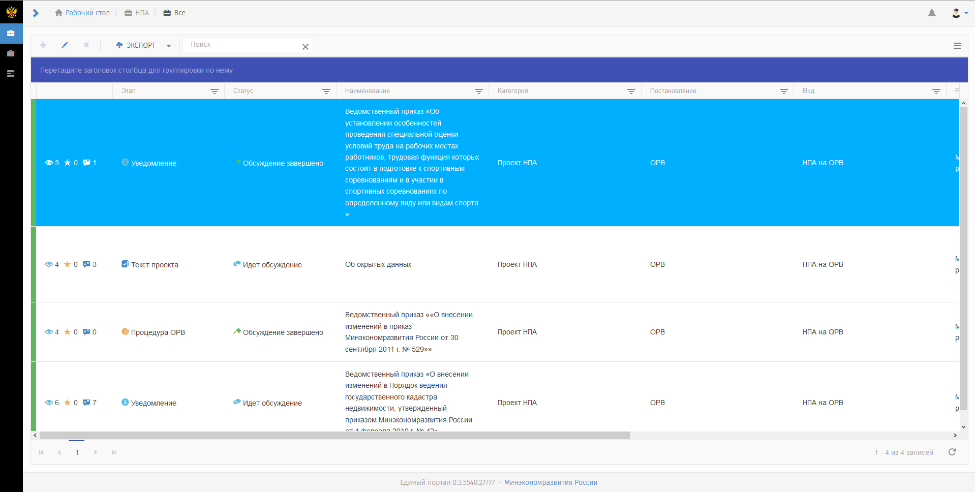 Рабочий стол / НПА / Все
ЭКСПОРТ
Поиск
Перетащите заголовок столбца для группировки по нему
Этап Статус Наименование Категория Постановление Вид
3 0 1 Уведомление Обсуждение завершено Проект НПА ОРВ НПА на ОРВ
Ведомственный приказ «Об
установлении особенностей
проведения специальной оценки
условий труда на рабочих местах
работников, трудовая функция которых
состоит в подготовке к спортивным
соревнованиям и в участии в
спортивных соревнованиях по
определенному виду или видам спорта
»
4 0 3 Текст проекта Идет обсуждение Об окрытых данных Проект НПА ОРВ НПА на ОРВ
4 0 0 Процедура ОРВ Обсуждение завершено Проект НПА ОРВ НПА на ОРВ
Ведомственный приказ ««О внесении
изменений в приказ
Минэкономразвития России от 30
сентября 2011 г. № 529»»
6 0 7 Уведомление Идет обсуждение Проект НПА ОРВ НПА на ОРВ
Ведомственный приказ «О внесении
изменений в Порядок ведения
государственного кадастра
недвижимости, утвержденный
приказом Минэкономразвития России
1
1 - 4 из 4 записей
Единый портал 0.3.5540.27777 - Минэкономразвития России